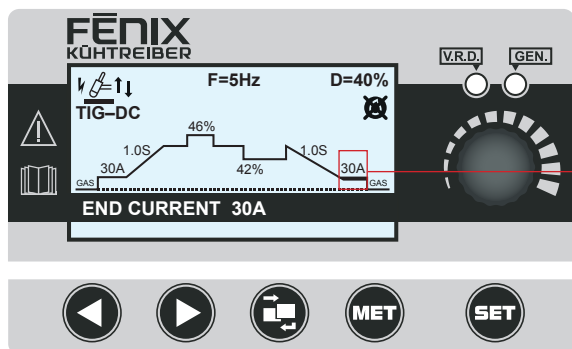 FĒNIX
KÜHTREIBER
V.R.D. GEN.
F=5Hz D=40%
TIG–DC
46%
1.0S 1.0S
30A 42% 30A
GAS GAS
END CURRENT 30A
MET SET